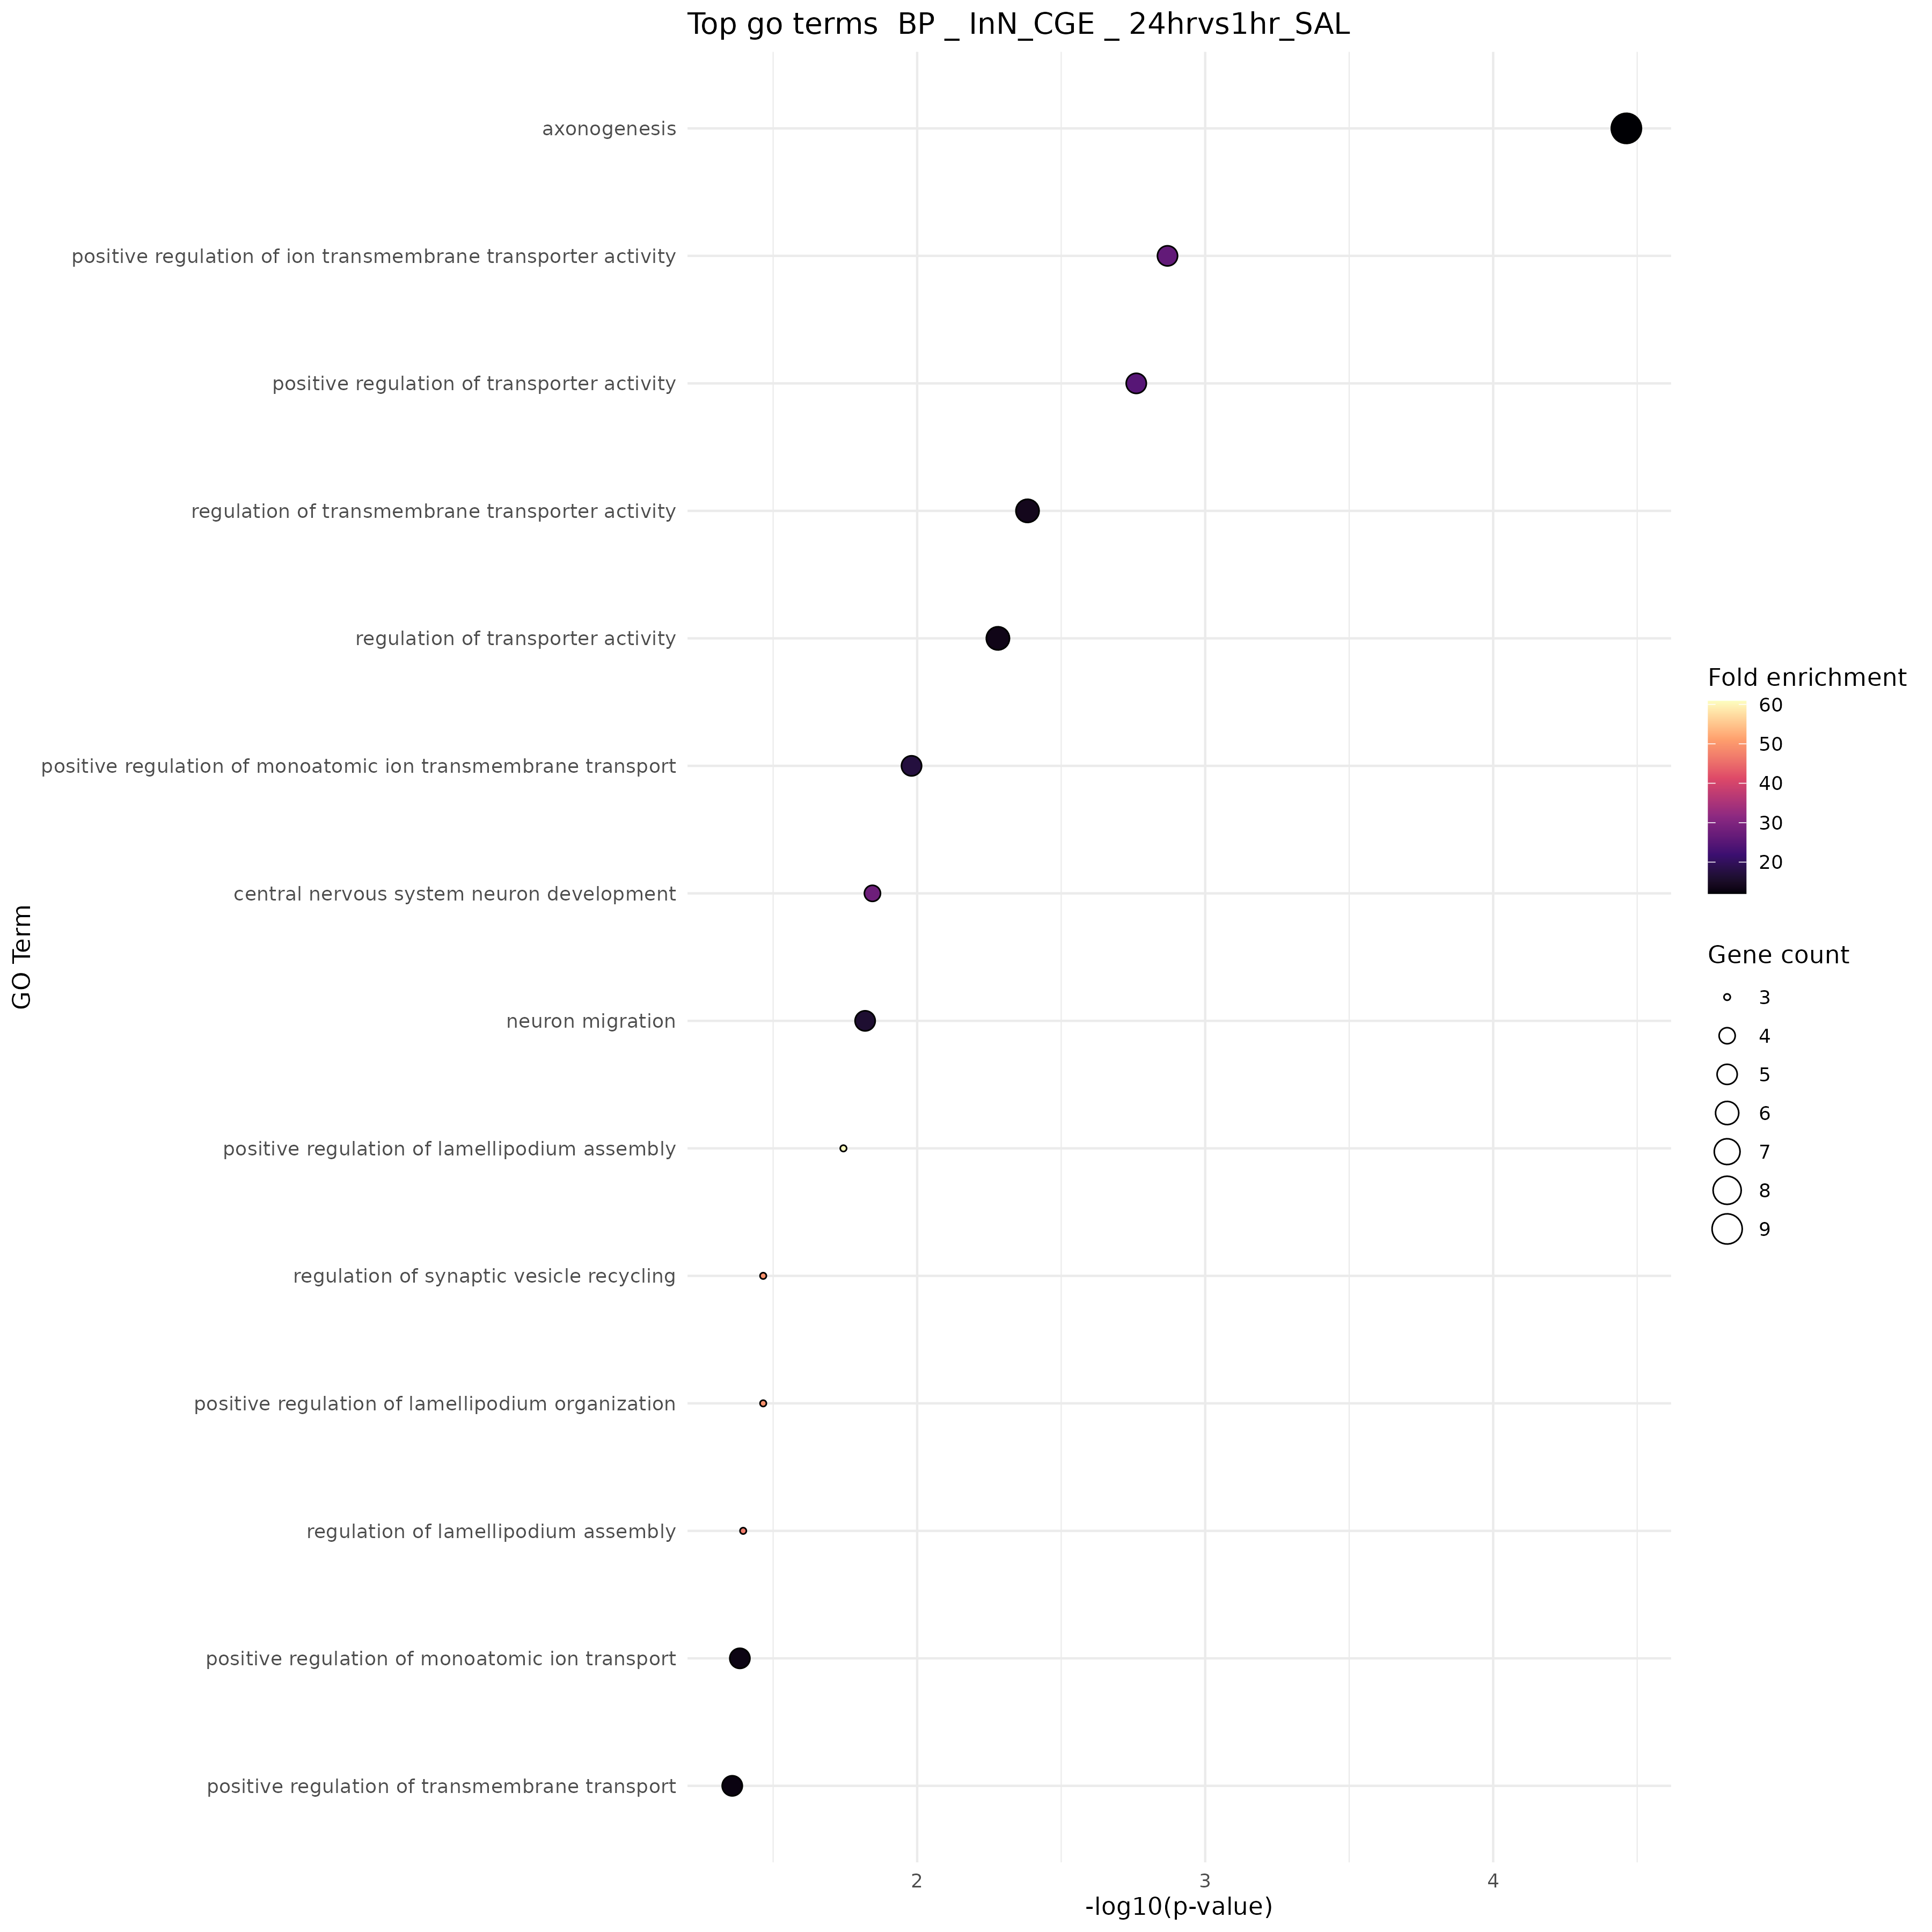 Top go terms  BP _ InN_CGE _ 24hrvs1hr_SAL
GO Term
axonogenesis
positive regulation of ion transmembrane transporter activity
positive regulation of transporter activity
regulation of transmembrane transporter activity
regulation of transporter activity
positive regulation of monoatomic ion transmembrane transport
central nervous system neuron development
neuron migration
positive regulation of lamellipodium assembly
regulation of synaptic vesicle recycling
positive regulation of lamellipodium organization
regulation of lamellipodium assembly
positive regulation of monoatomic ion transport
positive regulation of transmembrane transport
2 3 4
-log10(p-value)
Fold enrichment
60
50
40
30
20
Gene count
3
4
5
6
7
8
9